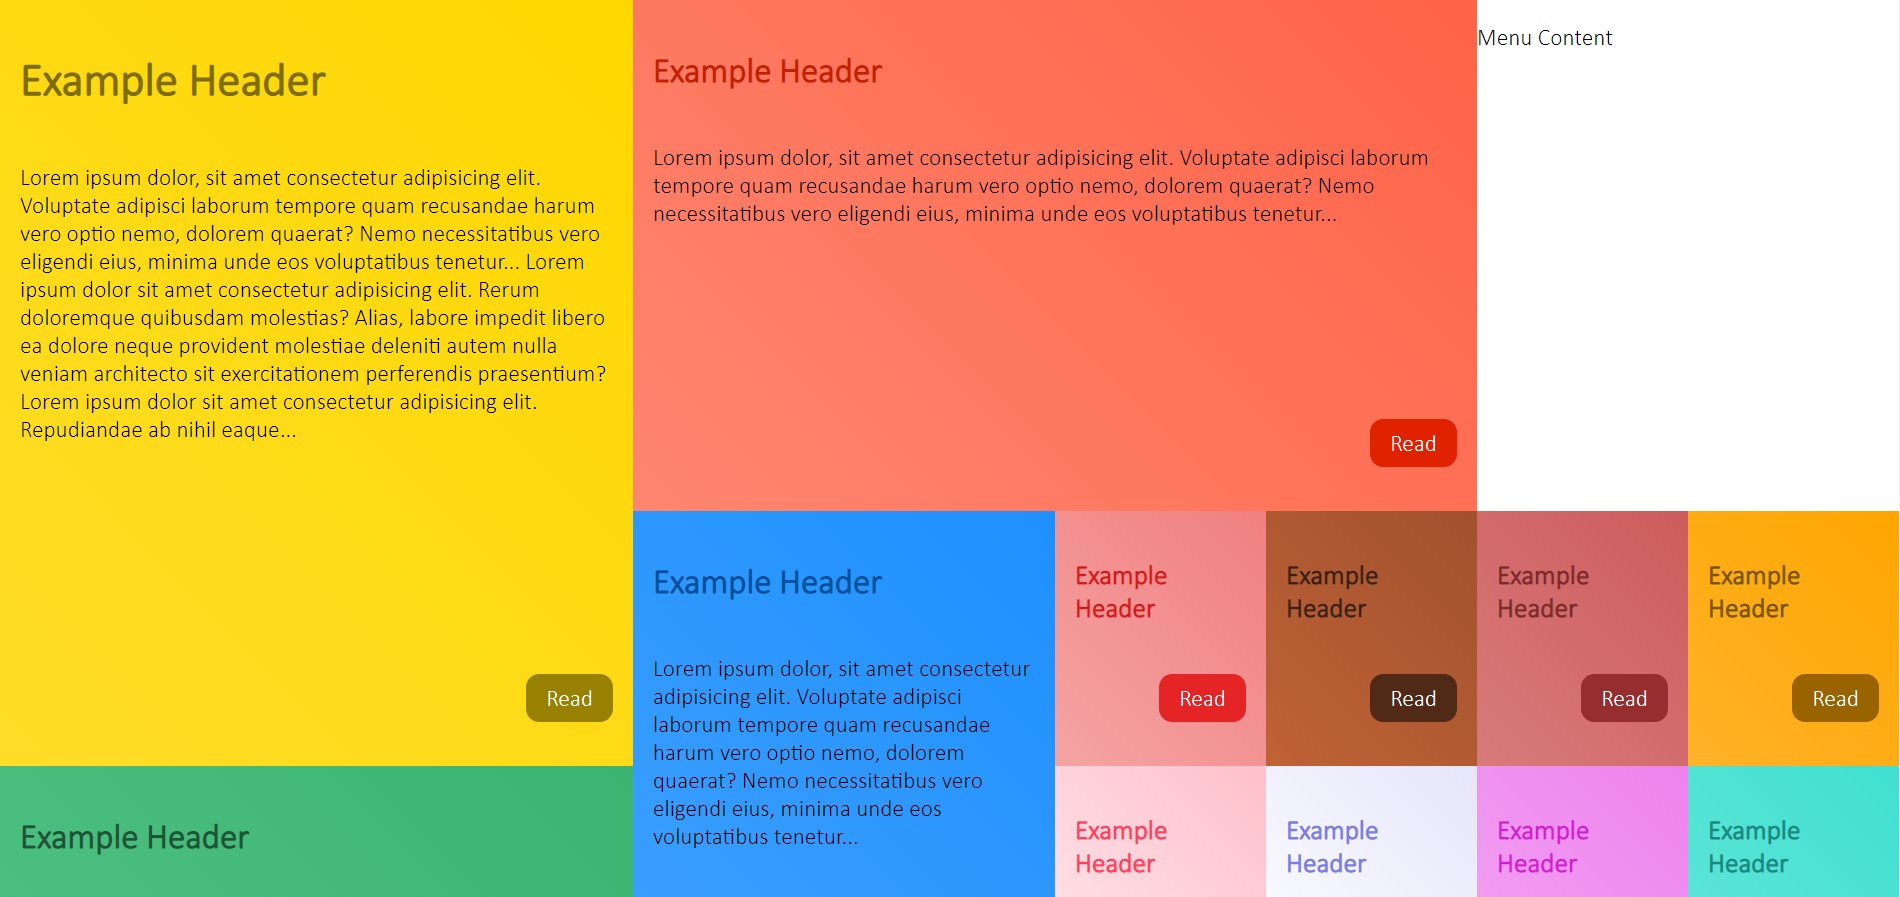 Example Header
Lorem ipsum dolor, sit amet consectetur adipisicing elit.
Voluptate adipisci laborum tempore quam recusandae harum
vero optio nemo, dolorem quaerat? Nemo necessitatibus vero
eligendi eius, minima unde eos voluptatibus tenetur... Lorem
ipsum dolor sit amet consectetur adipisicing elit. Rerum
doloremque quibusdam molestias? Alias, labore impedit libero
ea dolore neque provident molestiae deleniti autem nulla
veniam architecto sit exercitationem perferendis praesentium?
Lorem ipsum dolor sit amet consectetur adipisicing elit.
Repudiandae ab nihil eaque...
Read
Example Header
Lorem ipsum dolor, sit amet consectetur adipisicing elit. Voluptate adipisci laborum
tempore quam recusandae harum vero optio nemo, dolorem quaerat? Nemo
necessitatibus vero eligendi eius, minima unde eos voluptatibus tenetur...
Read
Menu Content
Example Header
Lorem ipsum dolor, sit amet consectetur
adipisicing elit. Voluptate adipisci
laborum tempore quam recusandae
harum vero optio nemo, dolorem
quaerat? Nemo necessitatibus vero
eligendi eius, minima unde eos
voluptatibus tenetur...
Example
Header
Read
Example
Header
Read
Example
Header
Read
Example
Header
Read
Example Header
Example
Header
Example
Header
Example
Header
Example
Header